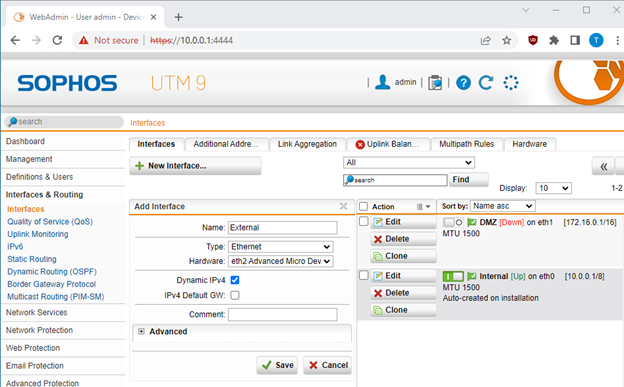 WebAdmin - User admin - Devic
Not secure https://10.0.0.1:4444
T
SOPHOS UTM 9
admin
search
Interfaces
Dashboard
Management
Definitions & Users
Interfaces & Routing
Interfaces
Quality of Service (QoS)
Uplink Monitoring
IPv6
Static Routing
Dynamic Routing (OSPF)
Border Gateway Protocol
Multicast Routing (PIM-SM)
Network Services
Network Protection
Web Protection
Email Protection
Advanced Protection
Interfaces Additional Addre... Link Aggregation Uplink Balan... Multipath Rules Hardware
New Interface...
All
search Find
Display: 10 1-2
Add Interface
Name: External
Type: Ethernet
Hardware: eth2 Advanced Micro Dev
Dynamic IPv4
IPv4 Default GW:
Comment:
Advanced
Save Cancel
Action Sort by: Name asc
Edit DMZ [Down] on eth1 [172.16.0.1/16]
Delete MTU 1500
Clone
Edit Internal [Up] on eth0 [10.0.0.1/8]
Delete MTU 1500
Auto-created on installation
Clone